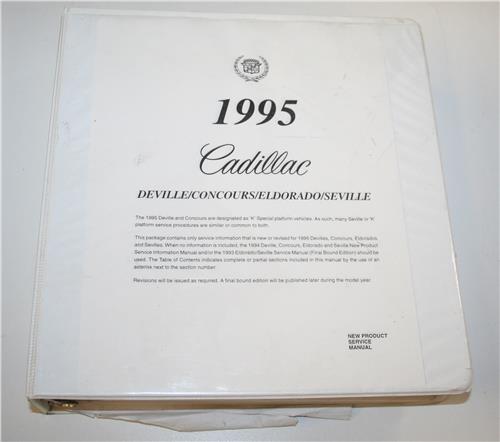 1995
Cadillac
DEVILLE/CONCOURS/ELDORADO/SEVILLE
The 1995 Deville and Concours are designated as 'K' Special platform vehicles. As such, many Seville or 'K'
platform service procedures are similar or common to both.
This package contains only service information that is new or revised for 1995 Devilles, Concours, Eldorados,
and Sevilles. When no information is included, the 1994 Deville, Concours, Eldorado and Seville New Product
Service Information Manual and/or the 1993 Eldorado/Seville Service Manual (Final Bound Edition) should be
used. The Table of Contents indicates complete or partial sections included in this manual by the use of an
asterisk next to the section number.
Revisions will be issued as required. A final bound edition will be published later during the model year.
NEW PRODUCT
SERVICE
MANUAL